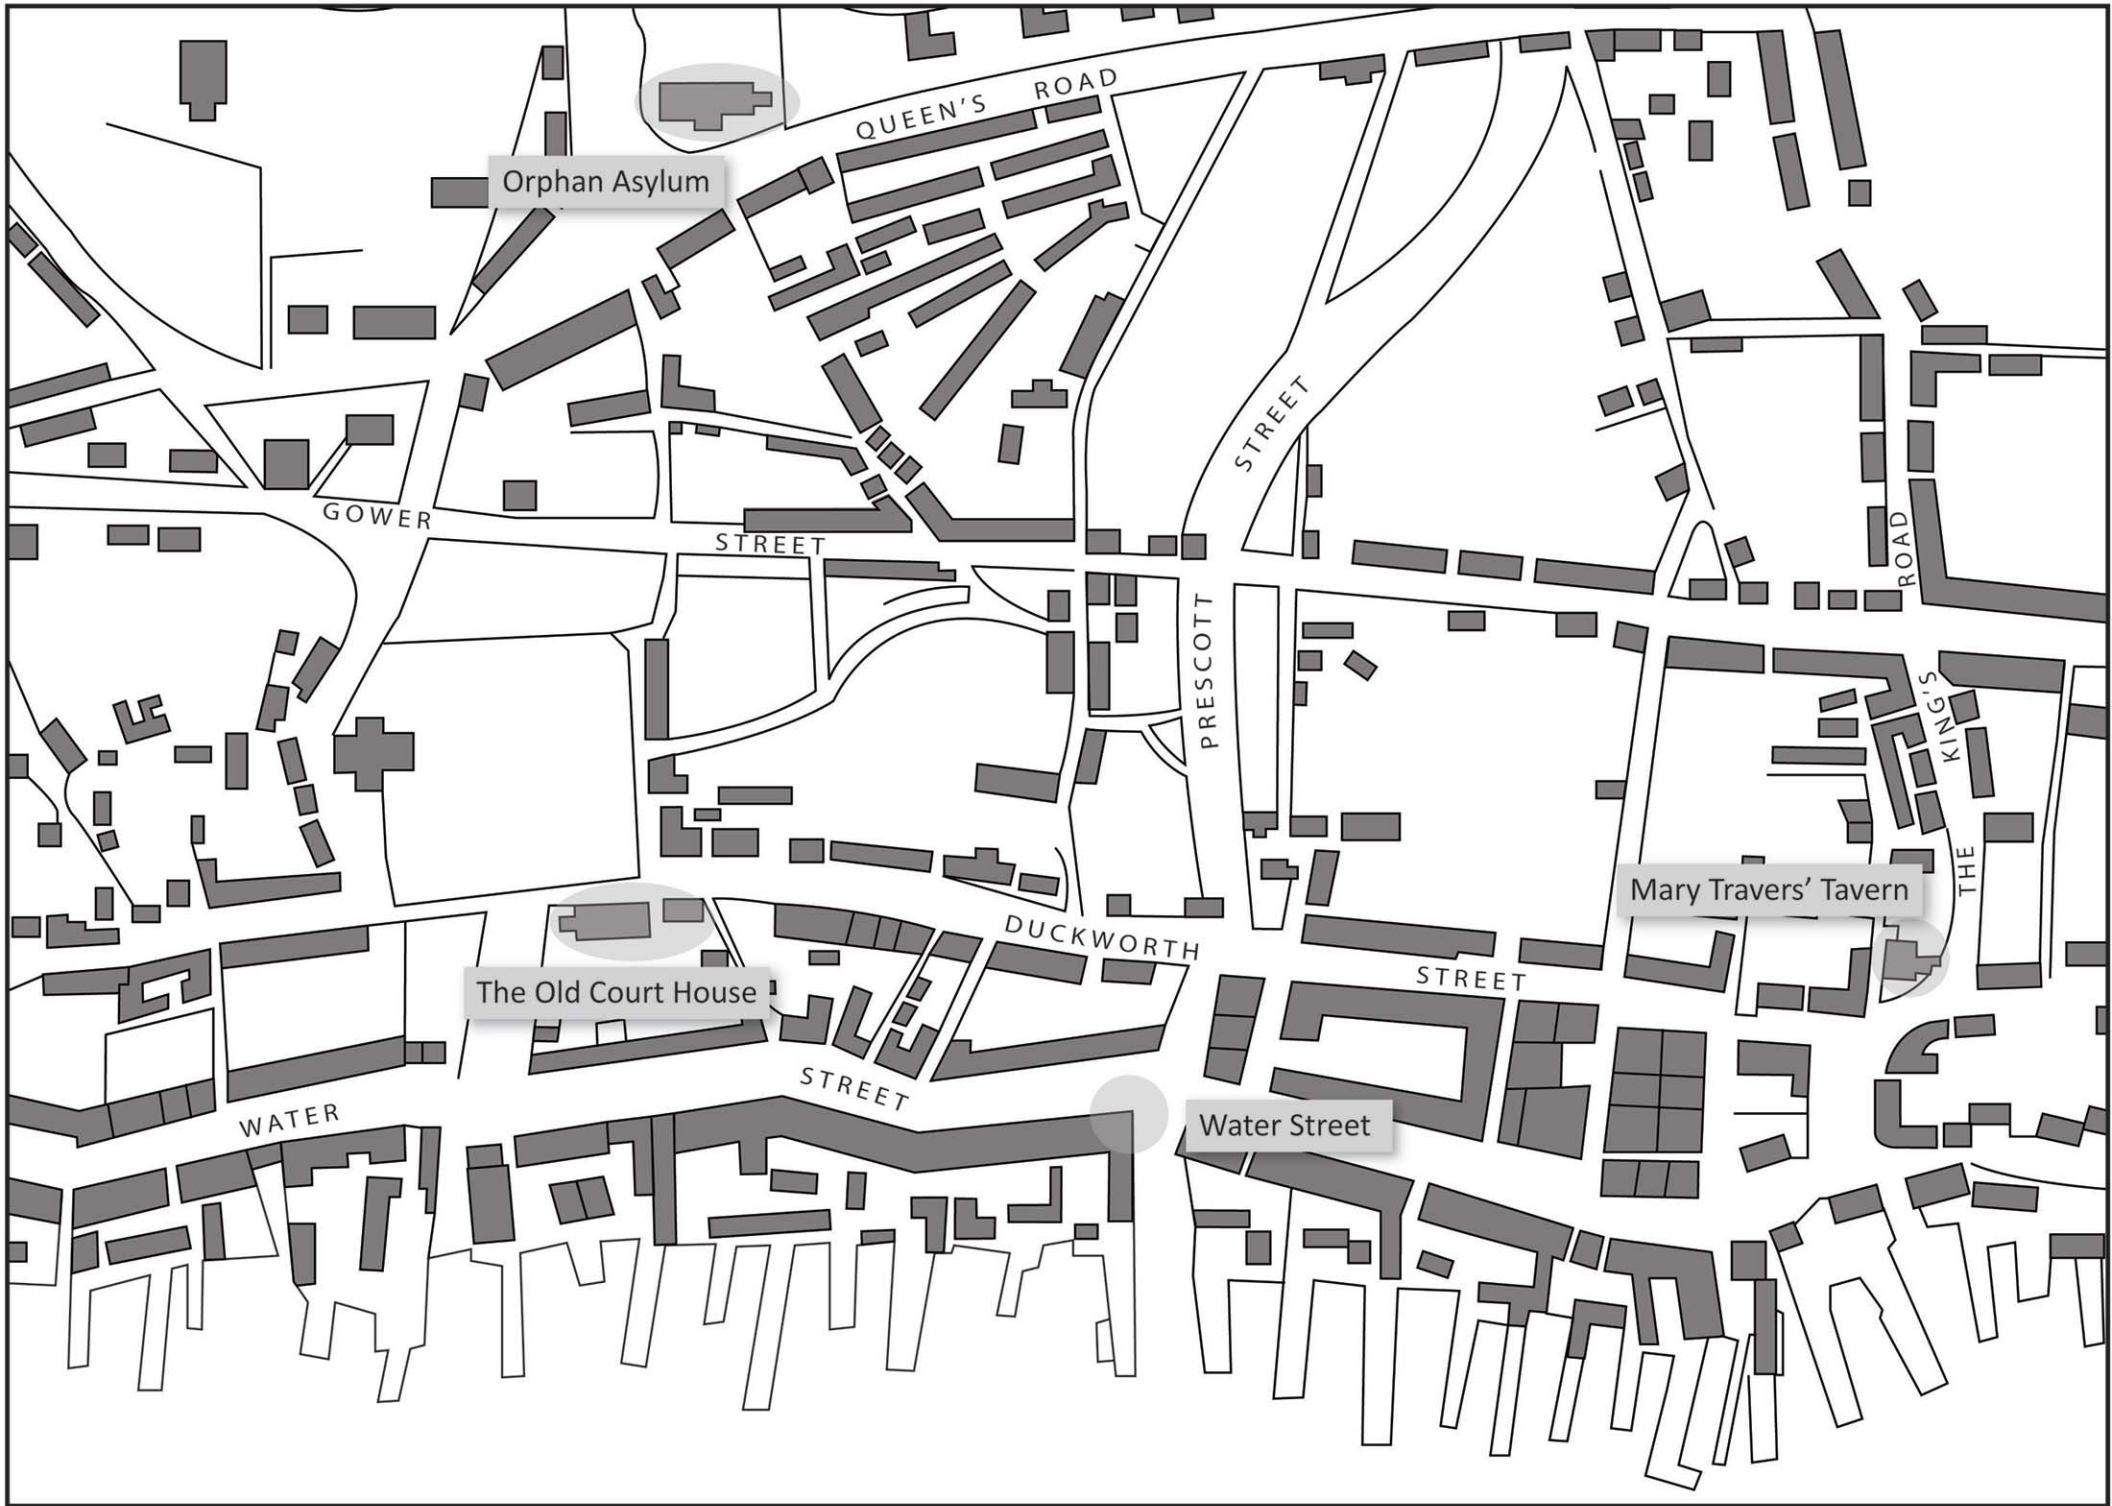 QUEEN'S ROAD
Orphan Asylum
STREET
GOWER
STREET
ROAD
PRESCOTT
KING'S
THE
Mary Travers' Tavern
DUCKWORTH
STREET
The Old Court House
STREET
WATER
Water Street